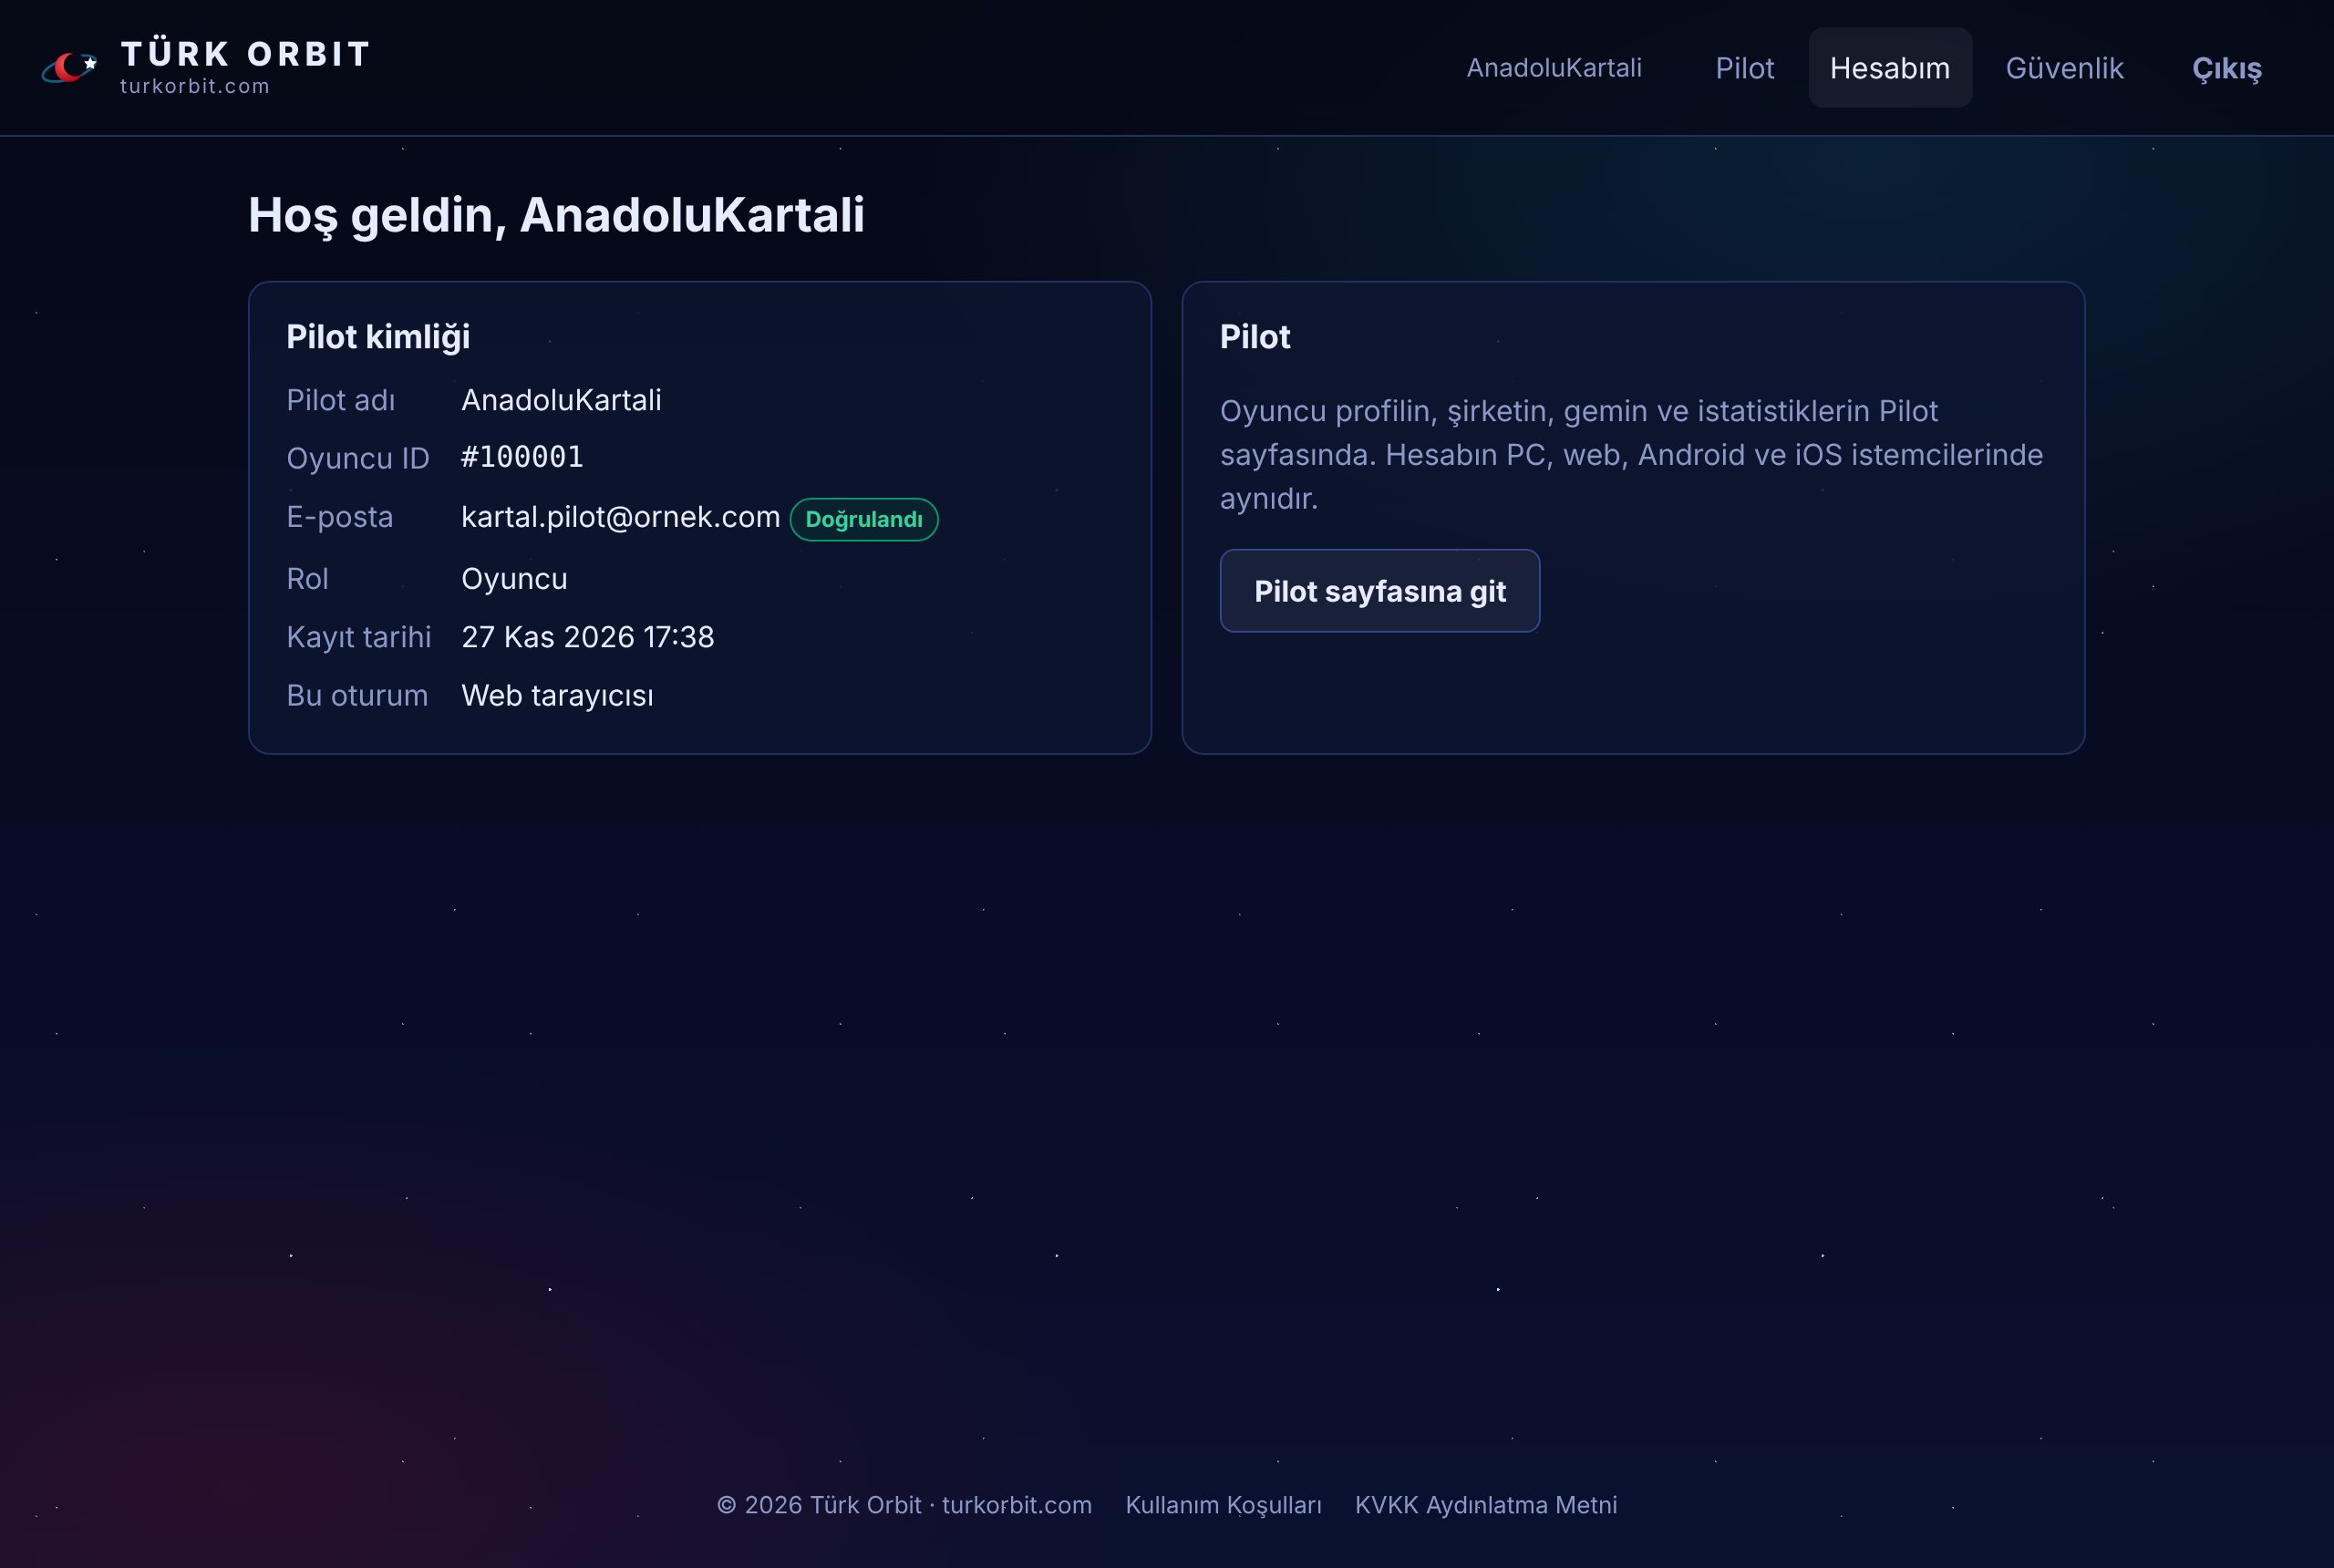 TÜRK ORBIT
turkorbit.com
AnadoluKartali
Pilot
Hesabım
Güvenlik
Çıkış
Hoş geldin, AnadoluKartali
Pilot kimliği
Pilot adı AnadoluKartali
Oyuncu ID #100001
E-posta kartal.pilot@ornek.com Doğrulandı
Rol Oyuncu
Kayıt tarihi 27 Kas 2026 17:38
Bu oturum Web tarayıcısı
Pilot
Oyuncu profilin, şirketin, gemin ve istatistiklerin Pilot
sayfasında. Hesabın PC, web, Android ve iOS istemcilerinde
aynıdır.
Pilot sayfasına git
© 2026 Türk Orbit · turkorbit.com Kullanım Koşulları KVKK Aydınlatma Metni